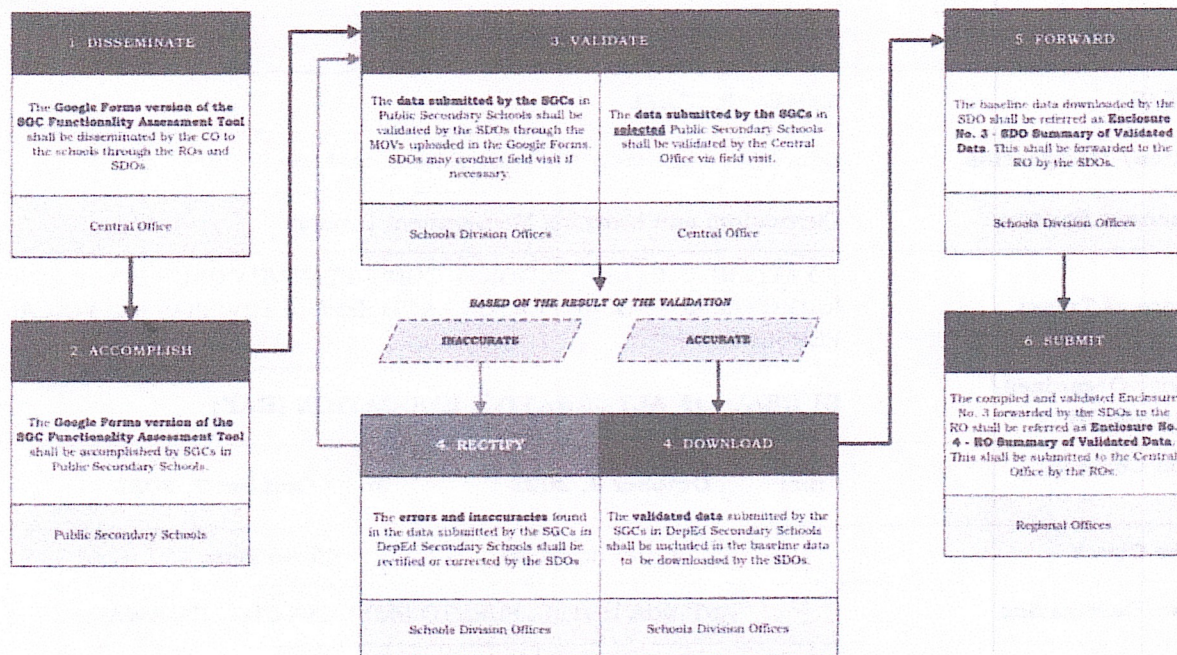 1. DISSEMINATE
The Google Forms version of the
SGC Functionality Assessment Tool
shall be disseminated by the CO to
the schools through the ROs and
SDOs.
Central Office
2. ACCOMPLISH
The Google Forms version of the
SGC Functionality Assessment Tool
shall be accomplished by SGCs in
Public Secondary Schools.
Public Secondary Schools
3. VALIDATE
The data submitted by the SGCs in
Public Secondary Schools shall be
validated by the SDOs through the
MOVs uploaded in the Google Forms.
SDOs may conduct field visit if
necessary.
Schools Division Offices
The data submitted by the SGCs in
selected Public Secondary Schools
shall be validated by the Central
Office via field visit.
Central Office
BASED ON THE RESULT OF THE VALIDATION
INACCURATE
ACCURATE
4. RECTIFY
The errors and inaccuracies found
in the data submitted by the SGCs in
DepEd Secondary Schools shall be
rectified or corrected by the SDOs
Schools Division Offices
4. DOWNLOAD
The validated data submitted by the
SGCs in DepEd Secondary Schools
shall be included in the baseline data
to be downloaded by the SDOs.
Schools Division Offices
5. FORWARD
The baseline data downloaded by the
SDO shall be referred as Enclosure
No. 3 - SDO Summary of Validated
Data. This shall be forwarded to the
RO by the SDOs.
Schools Division Offices
6. SUBMIT
The compiled and validated Enclosure
No. 3 forwarded by the SDOs to the
RO shall be referred as Enclosure No.
4 - RO Summary of Validated Data.
This shall be submitted to the Central
Office by the ROs.
Regional Offices